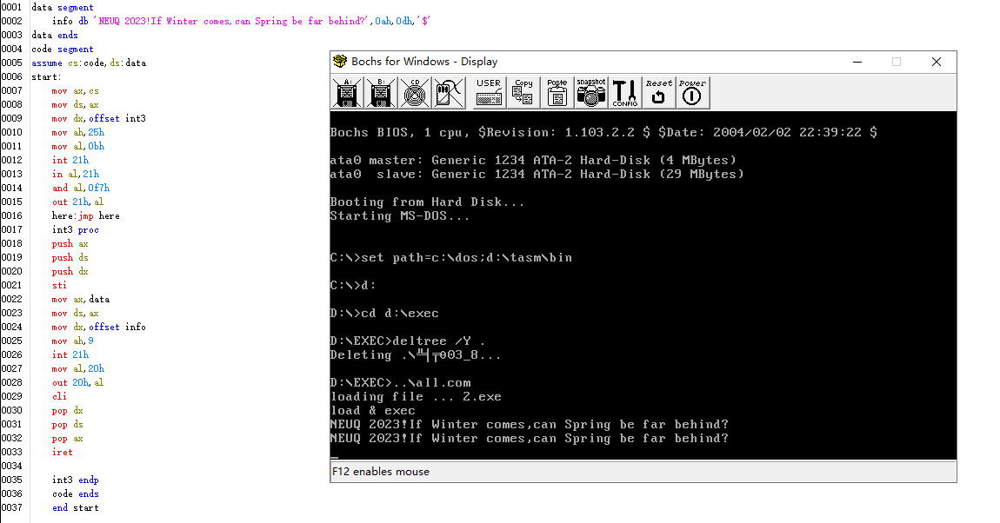 0001 data segment
0002 info db 'NEUQ 2023!If Winter comes,can Spring be far behind?',0ah,0dh,'$'
0003 data ends
0004 code segment
0005 assume cs:code,ds:data
0006 start:
0007 mov ax,cs
0008 mov ds,ax
0009 mov dx,offset int3
0010 mov ah,25h
0011 mov al,0bh
0012 int 21h
0013 in al,21h
0014 and al,0f7h
0015 out 21h,al
0016 here:jmp here
0017 int3 proc
0018 push ax
0019 push ds
0020 push dx
0021 sti
0022 mov ax,data
0023 mov ds,ax
0024 mov dx,offset info
0025 mov ah,9
0026 int 21h
0027 mov al,20h
0028 out 20h,al
0029 cli
0030 pop dx
0031 pop ds
0032 pop ax
0033 iret
0034
0035 int3 endp
0036 code ends
0037 end start
Bochs for Windows - Display
A: B: CD USER Copy Paste snapshot CONFIG Reset Power
Bochs BIOS, 1 cpu, $Revision: 1.103.2.2 $ $Date: 2004/02/02 22:39:22 $
ata0 master: Generic 1234 ATA-2 Hard-Disk (4 MBytes)
ata0  slave: Generic 1234 ATA-2 Hard-Disk (29 MBytes)
Booting from Hard Disk...
Starting MS-DOS...
C:\>set path=c:\dos;d:\tasm\bin
C:\>d:
D:\>cd d:\exec
D:\EXEC>deltree /Y .
Deleting .\╩╡╤θ03_8...
D:\EXEC>..\all.com
loading file ... 2.exe
load & exec
NEUQ 2023!If Winter comes,can Spring be far behind?
NEUQ 2023!If Winter comes,can Spring be far behind?
_
F12 enables mouse